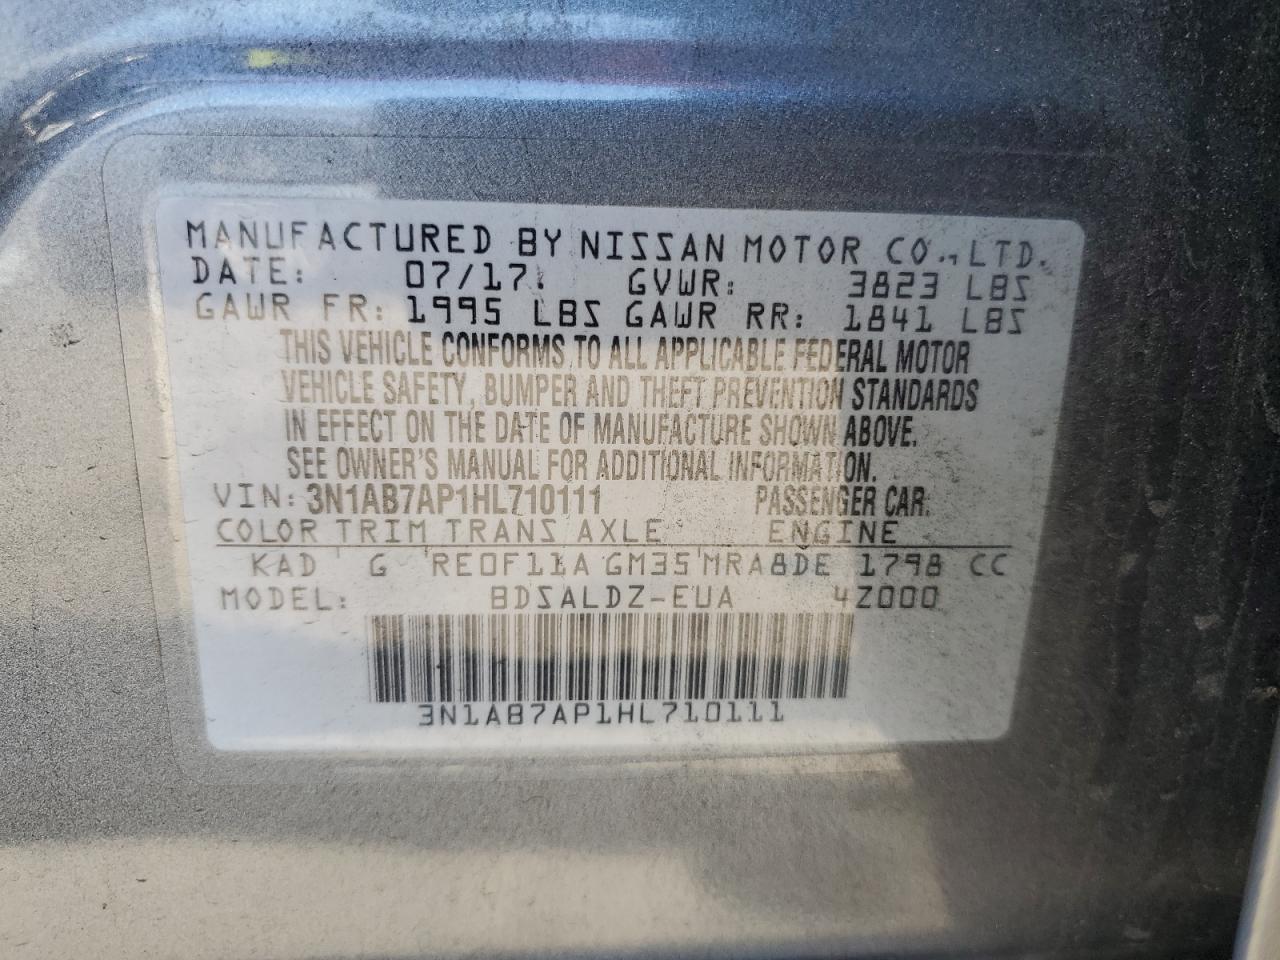 MANUFACTURED BY NISSAN MOTOR CO., LTD.
DATE: 07/17. GVWR: 3823 LBS
GAWR FR: 1995 LBS GAWR RR: 1841 LBS
THIS VEHICLE CONFORMS TO ALL APPLICABLE FEDERAL MOTOR
VEHICLE SAFETY, BUMPER AND THEFT PREVENTION STANDARDS
IN EFFECT ON THE DATE OF MANUFACTURE SHOWN ABOVE.
SEE OWNER'S MANUAL FOR ADDITIONAL INFORMATION.
VIN: 3N1AB7AP1HL710111 PASSENGER CAR.
COLOR TRIM TRANS AXLE ENGINE
KAD G RE0F11A GM35 MRA8DE 1798 CC
MODEL: BDSALDZ-EUA 4Z000
3N1AB7AP1HL710111